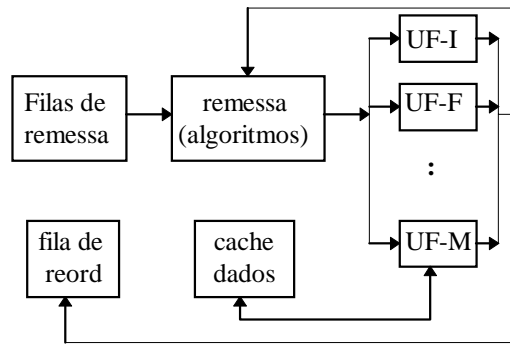 UF-I
Filas de
remessa
remessa
(algoritmos)
UF-F
:
fila de
reord
cache
dados
UF-M